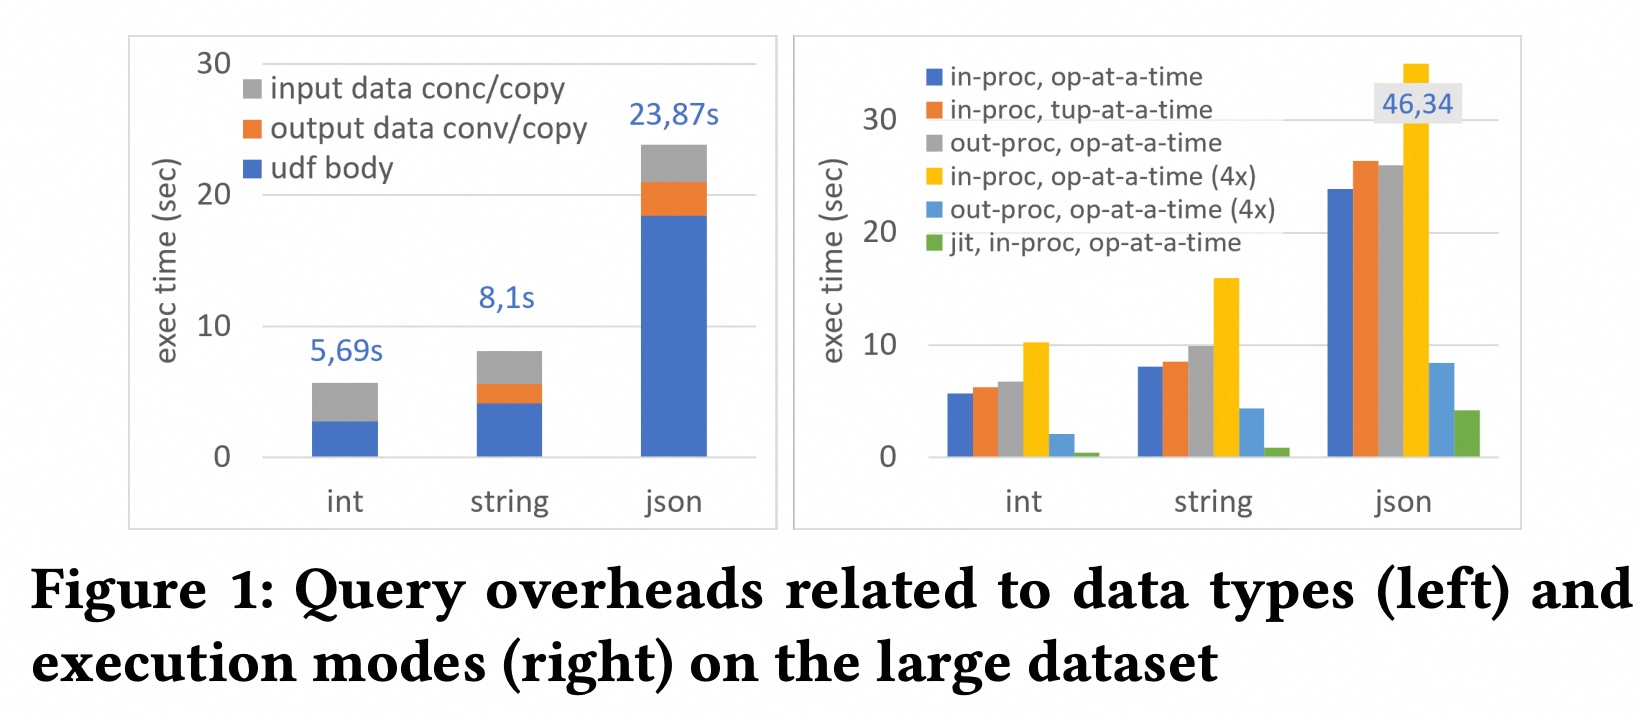 30
input data conc/copy
output data conv/copy
udf body
20
10
0
exec time (sec)
5,69s
8,1s
23,87s
int
string
json
in-proc, op-at-a-time
in-proc, tup-at-a-time
out-proc, op-at-a-time
in-proc, op-at-a-time (4x)
out-proc, op-at-a-time (4x)
jit, in-proc, op-at-a-time
46,34
30
20
10
0
exec time (sec)
int
string
json
Figure 1: Query overheads related to data types (left) and
execution modes (right) on the large dataset